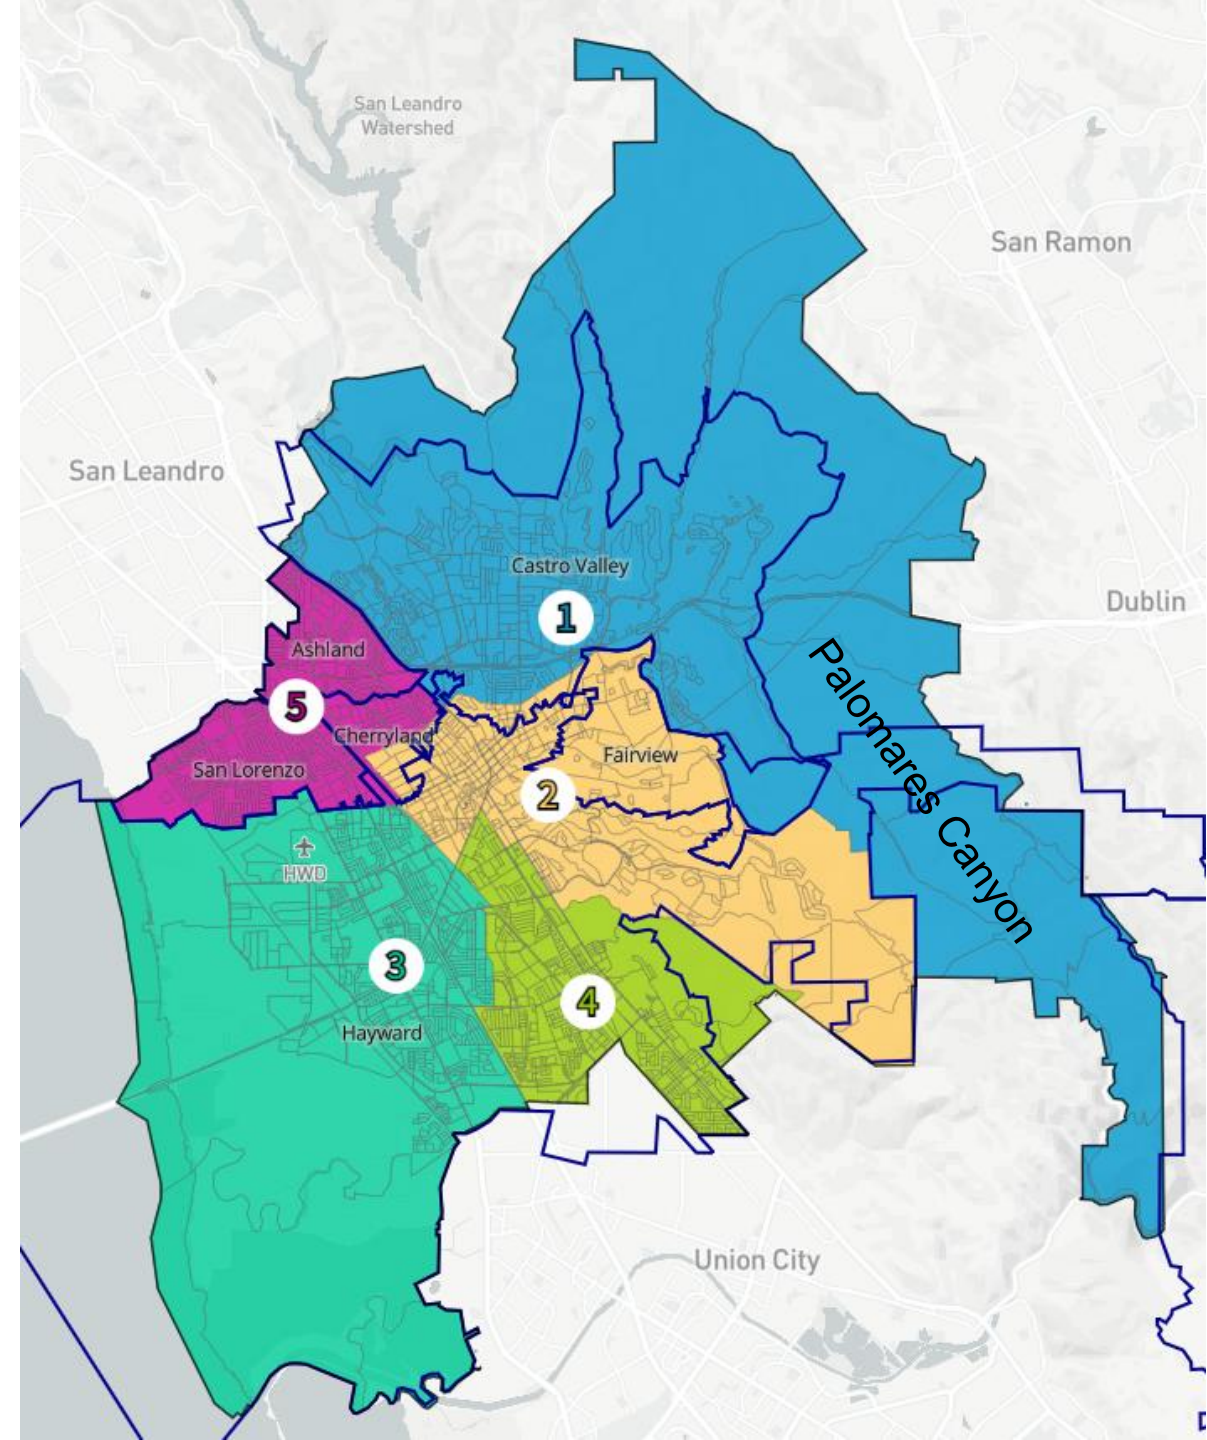 San Leandro
Watershed
San Ramon
San Leandro
Castro Valley
1
Dublin
Ashland
Palomares Canyon
5
Cherryland
San Lorenzo
Fairview
2
HWD
3
4
Hayward
Union City